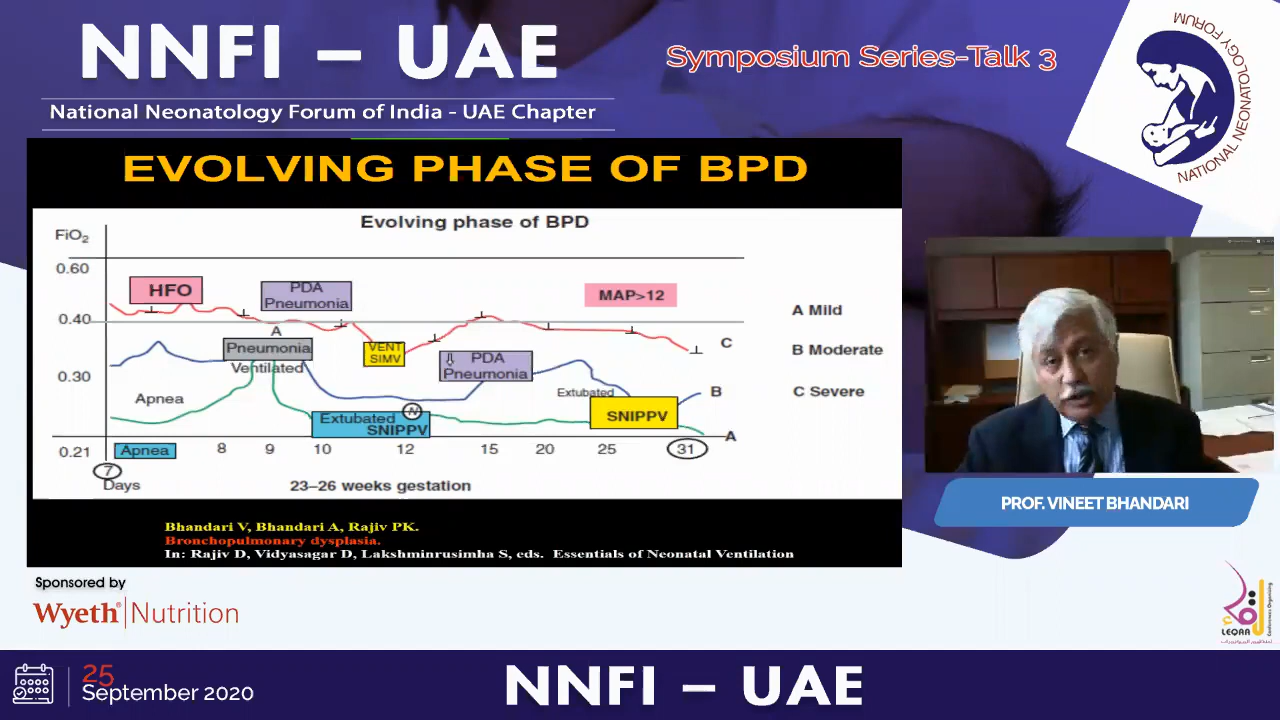 NNFI – UAE
National Neonatology Forum of India - UAE Chapter
Symposium Series-Talk 3
NATIONAL NEONATOLOGY FORUM
EVOLVING PHASE OF BPD
Evolving phase of BPD
FiO2
0.60
HFO
PDA
Pneumonia
MAP>12
A Mild
0.40
A
Pneumonia
Ventilated
VENT
SIMV
PDA
Pneumonia
C
B Moderate
0.30
Apnea
Extubated
SNIPPV
B
C Severe
Extubated
N
SNIPPV
A
0.21
Apnea
8 9 10 12 15 20 25 31
7
Days
23–26 weeks gestation
Bhandari V, Bhandari A, Rajiv PK.
Bronchopulmonary dysplasia.
In: Rajiv D, Vidyasagar D, Lakshminrusimha S, eds. Essentials of Neonatal Ventilation
PROF. VINEET BHANDARI
Sponsored by
Wyeth® Nutrition
LEQAA
25
September 2020
NNFI – UAE